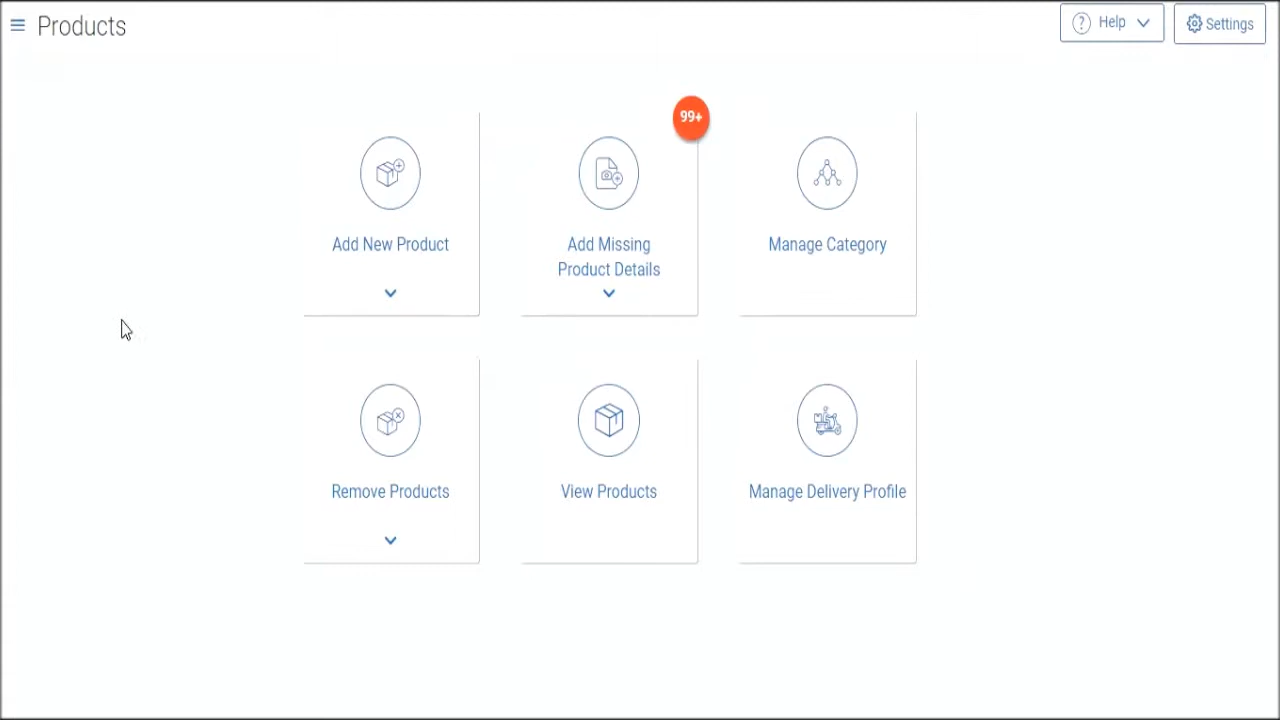 Products
Help
Settings
99+
Add New Product
Add Missing
Product Details
Manage Category
Remove Products
View Products
Manage Delivery Profile